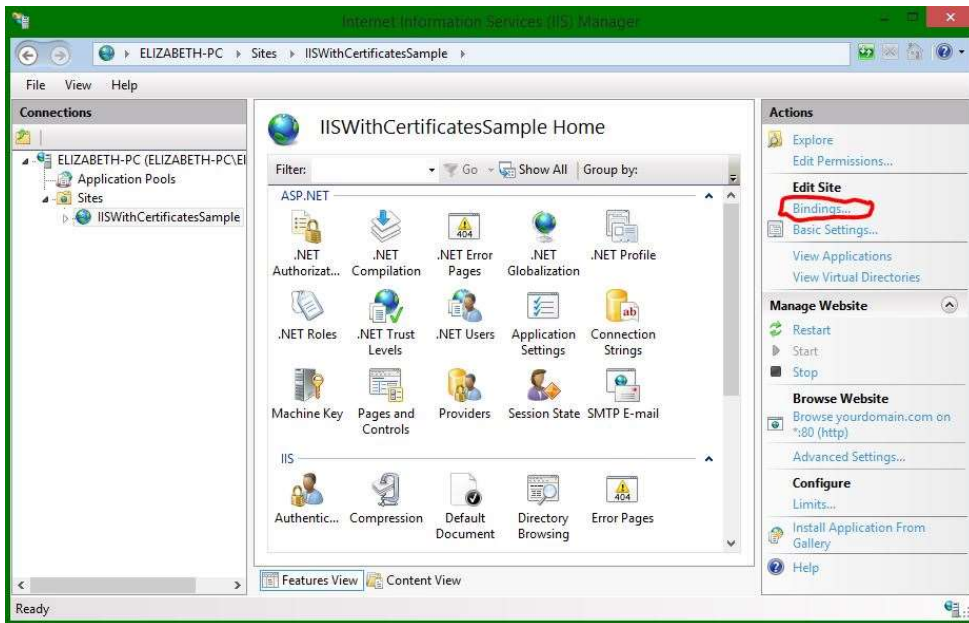 Internet Information Services (IIS) Manager
ELIZABETH-PC Sites IISWithCertificatesSample
File View Help
Connections
ELIZABETH-PC (ELIZABETH-PC\El
Application Pools
Sites
IISWithCertificatesSample
IISWithCertificatesSample Home
Filter: Go Show All Group by:
ASP.NET
.NET Authorizat...
.NET Compilation
.NET Error Pages
.NET Globalization
.NET Profile
.NET Roles
.NET Trust Levels
.NET Users
Application Settings
Connection Strings
Machine Key
Pages and Controls
Providers
Session State
SMTP E-mail
IIS
Authentic...
Compression
Default Document
Directory Browsing
Error Pages
Features View Content View
Actions
Explore
Edit Permissions...
Edit Site
Bindings...
Basic Settings...
View Applications
View Virtual Directories
Manage Website
Restart
Start
Stop
Browse Website
Browse yourdomain.com on
*:80 (http)
Advanced Settings...
Configure
Limits...
Install Application From
Gallery
Help
Ready